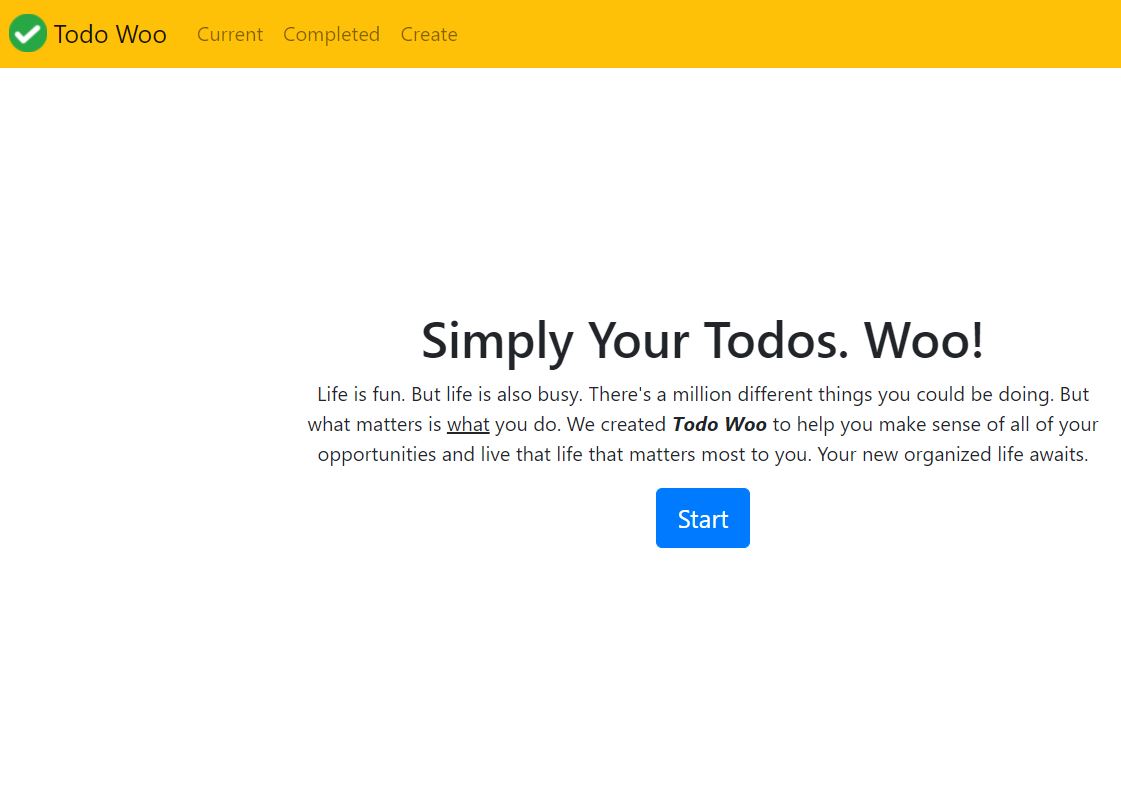 Todo Woo Current Completed Create
Simply Your Todos. Woo!
Life is fun. But life is also busy. There's a million different things you could be doing. But
what matters is what you do. We created Todo Woo to help you make sense of all of your
opportunities and live that life that matters most to you. Your new organized life awaits.
Start